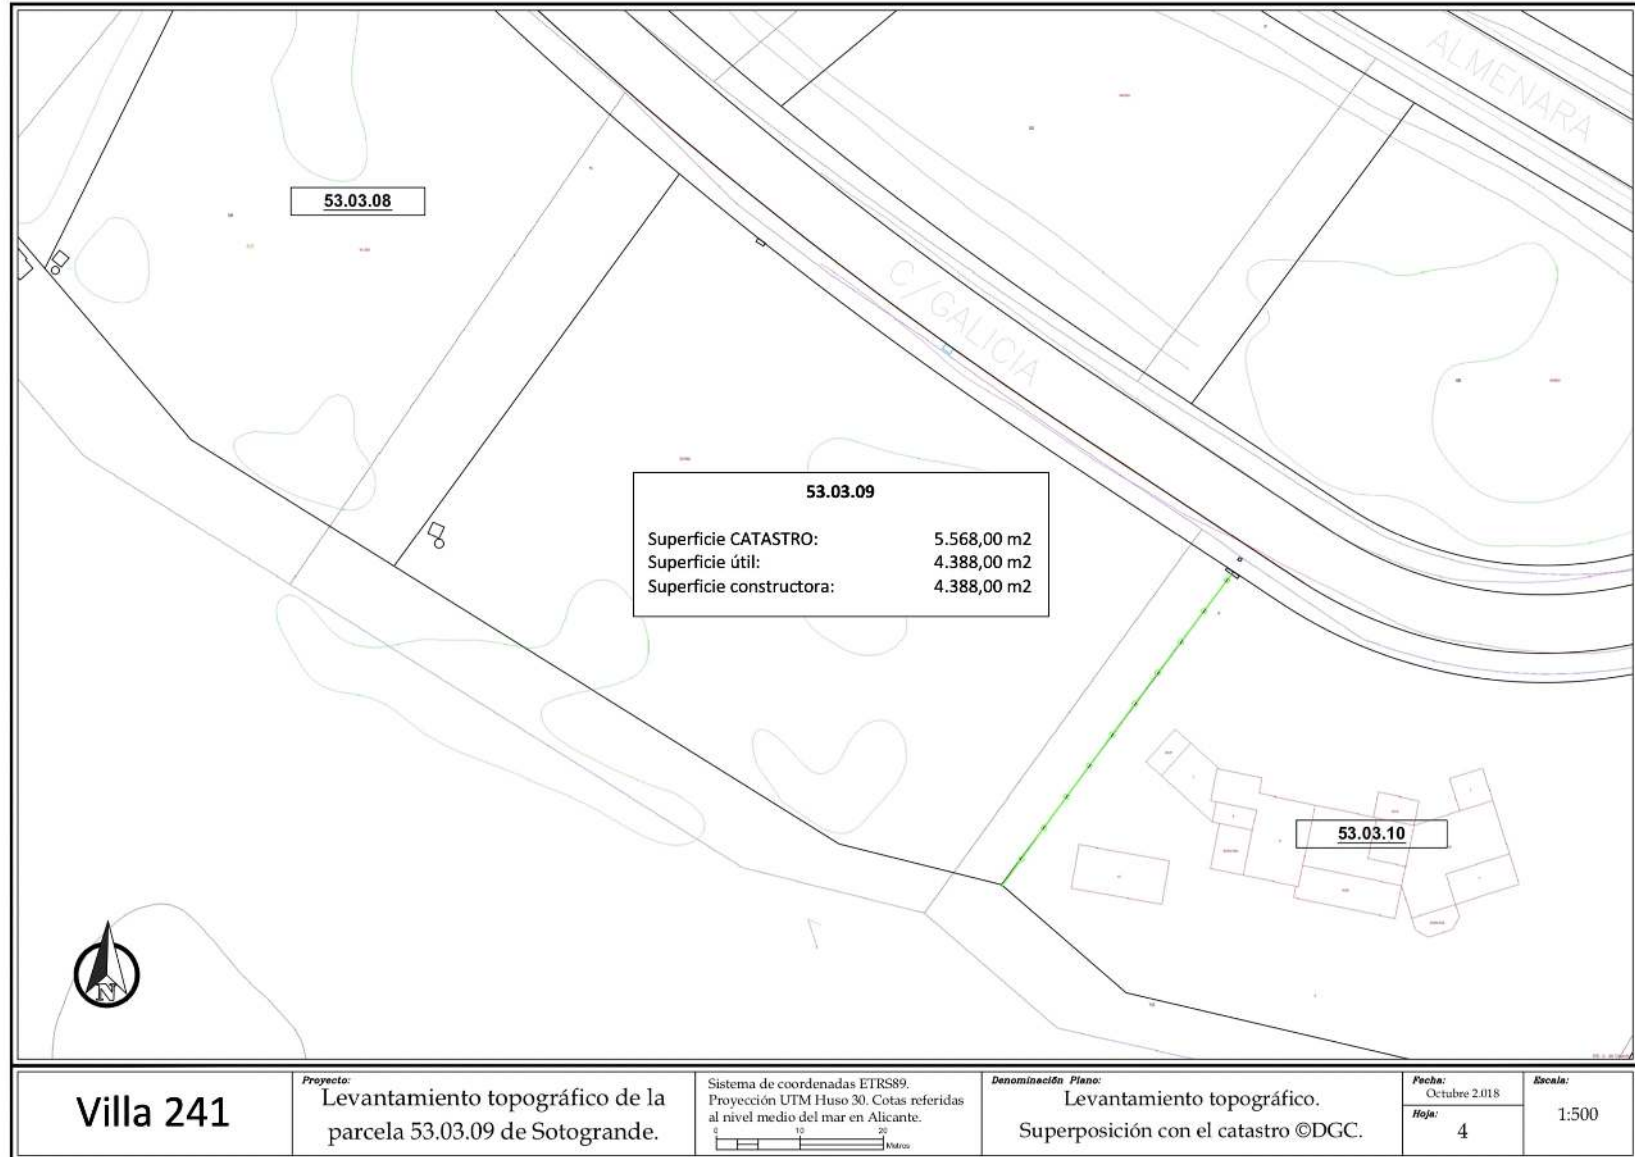 ALMENARA
53.03.08
C/GALICIA
53.03.09
Superficie CATASTRO: 5.568,00 m2
Superficie útil: 4.388,00 m2
Superficie constructora: 4.388,00 m2
53.03.10
N
Villa 241
Proyecto:
Levantamiento topográfico de la
parcela 53.03.09 de Sotogrande.
Sistema de coordenadas ETRS89.
Proyección UTM Huso 30. Cotas referidas
al nivel medio del mar en Alicante.
0 10 20
Metros
Denominación Plano:
Levantamiento topográfico.
Superposición con el catastro ©DGC.
Fecha:
Octubre 2.018
Hoja:
4
Escala:
1:500